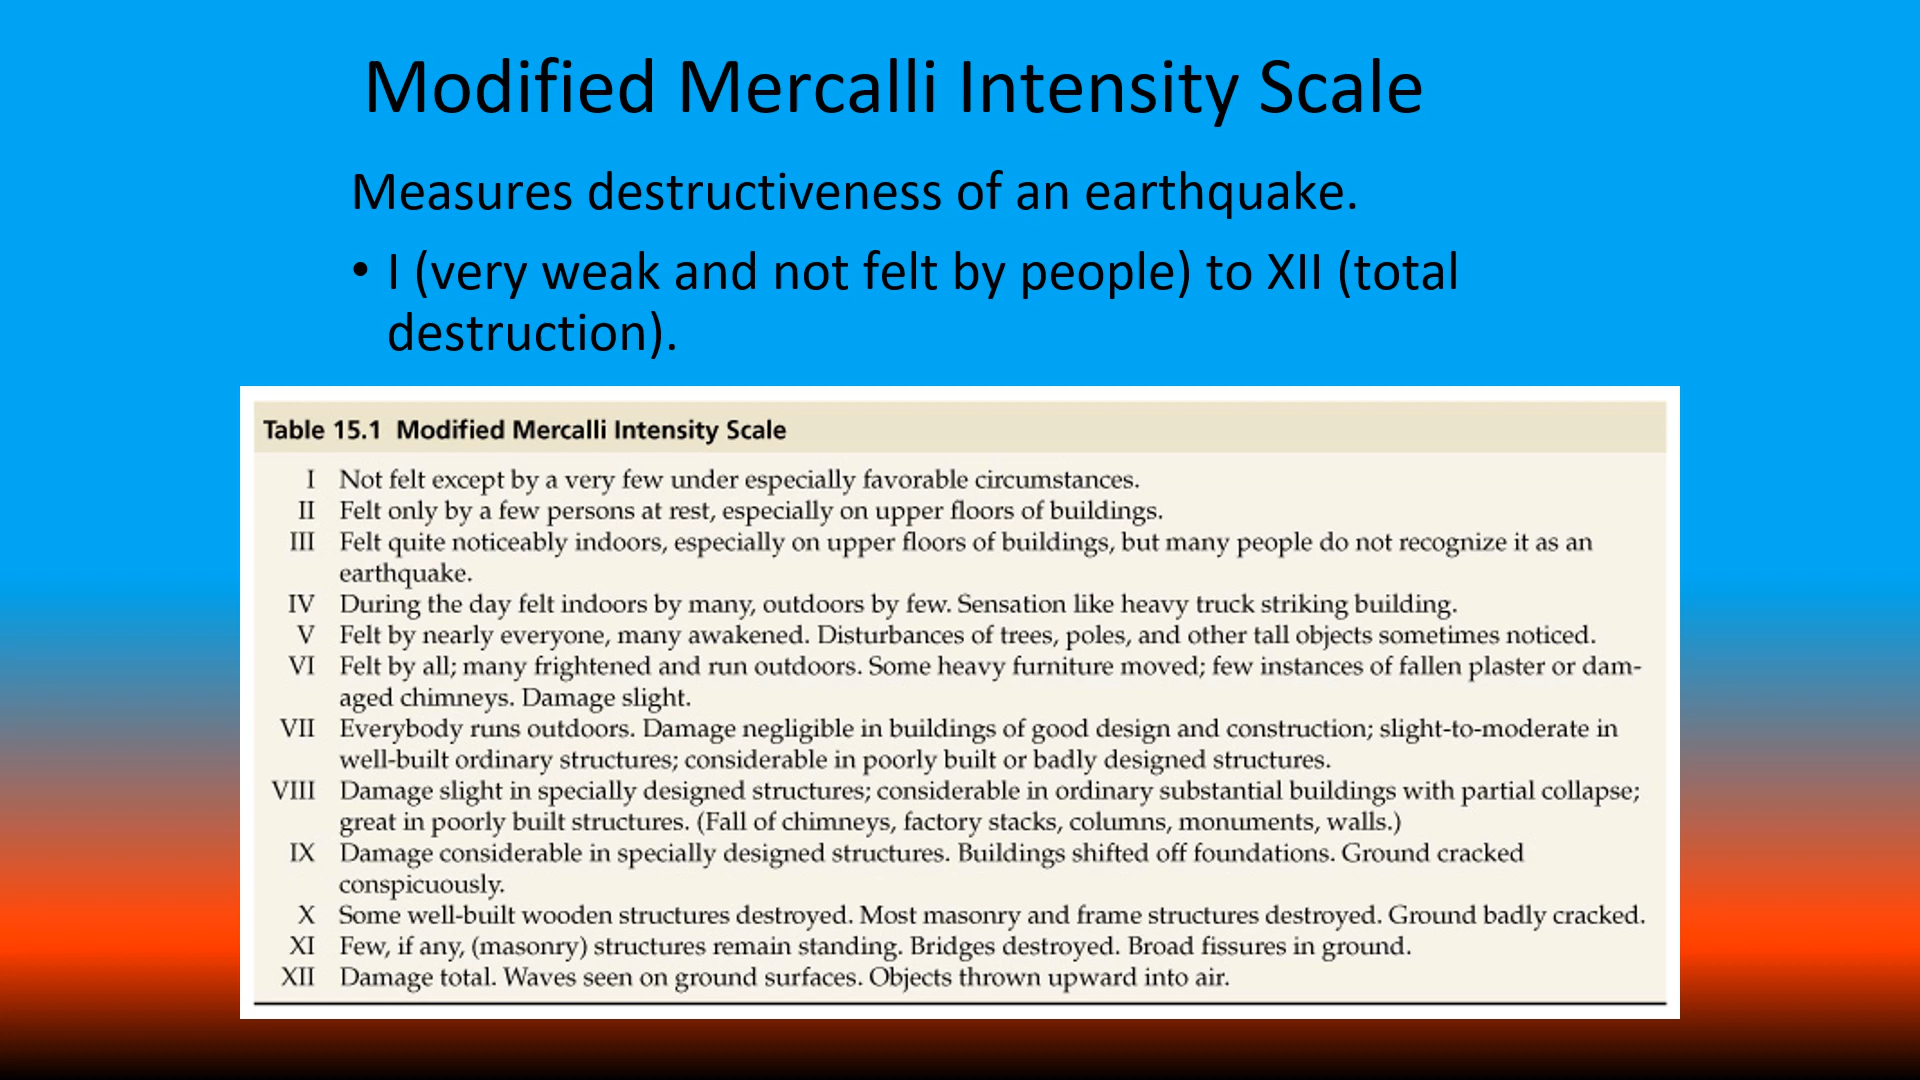 Modified Mercalli Intensity Scale
Measures destructiveness of an earthquake.
• I (very weak and not felt by people) to XII (total
destruction).
Table 15.1 Modified Mercalli Intensity Scale
I Not felt except by a very few under especially favorable circumstances.
II Felt only by a few persons at rest, especially on upper floors of buildings.
III Felt quite noticeably indoors, especially on upper floors of buildings, but many people do not recognize it as an
earthquake.
IV During the day felt indoors by many, outdoors by few. Sensation like heavy truck striking building.
V Felt by nearly everyone, many awakened. Disturbances of trees, poles, and other tall objects sometimes noticed.
VI Felt by all; many frightened and run outdoors. Some heavy furniture moved; few instances of fallen plaster or dam-
aged chimneys. Damage slight.
VII Everybody runs outdoors. Damage negligible in buildings of good design and construction; slight-to-moderate in
well-built ordinary structures; considerable in poorly built or badly designed structures.
VIII Damage slight in specially designed structures; considerable in ordinary substantial buildings with partial collapse;
great in poorly built structures. (Fall of chimneys, factory stacks, columns, monuments, walls.)
IX Damage considerable in specially designed structures. Buildings shifted off foundations. Ground cracked
conspicuously.
X Some well-built wooden structures destroyed. Most masonry and frame structures destroyed. Ground badly cracked.
XI Few, if any, (masonry) structures remain standing. Bridges destroyed. Broad fissures in ground.
XII Damage total. Waves seen on ground surfaces. Objects thrown upward into air.